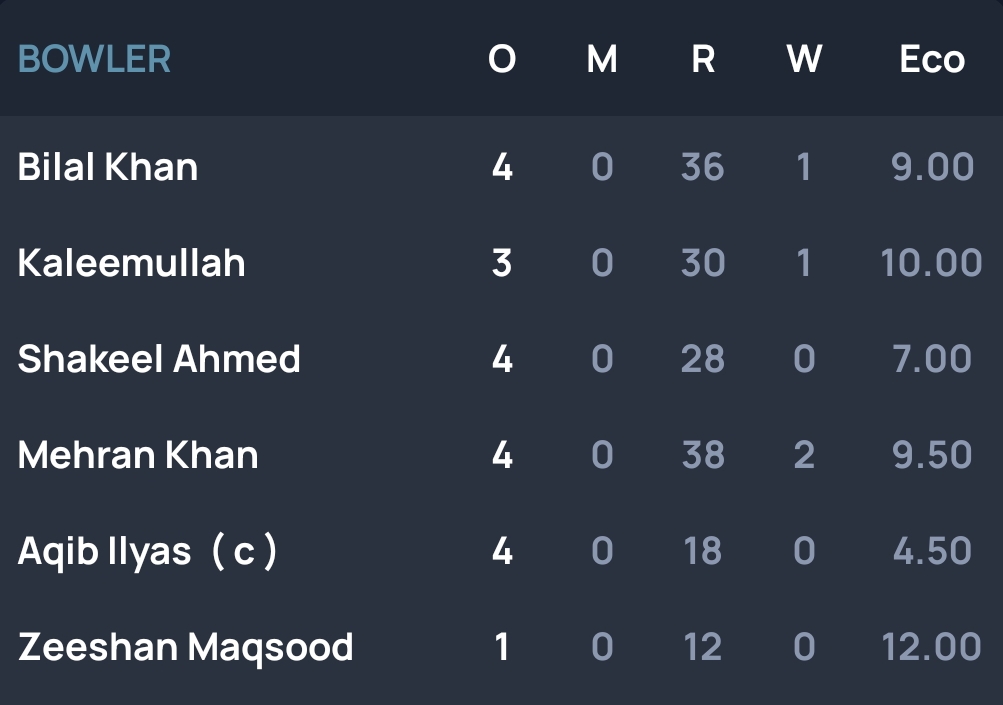 BOWLER O M R W Eco
Bilal Khan 4 0 36 1 9.00
Kaleemullah 3 0 30 1 10.00
Shakeel Ahmed 4 0 28 0 7.00
Mehran Khan 4 0 38 2 9.50
Aqib Ilyas ( c ) 4 0 18 0 4.50
Zeeshan Maqsood 1 0 12 0 12.00